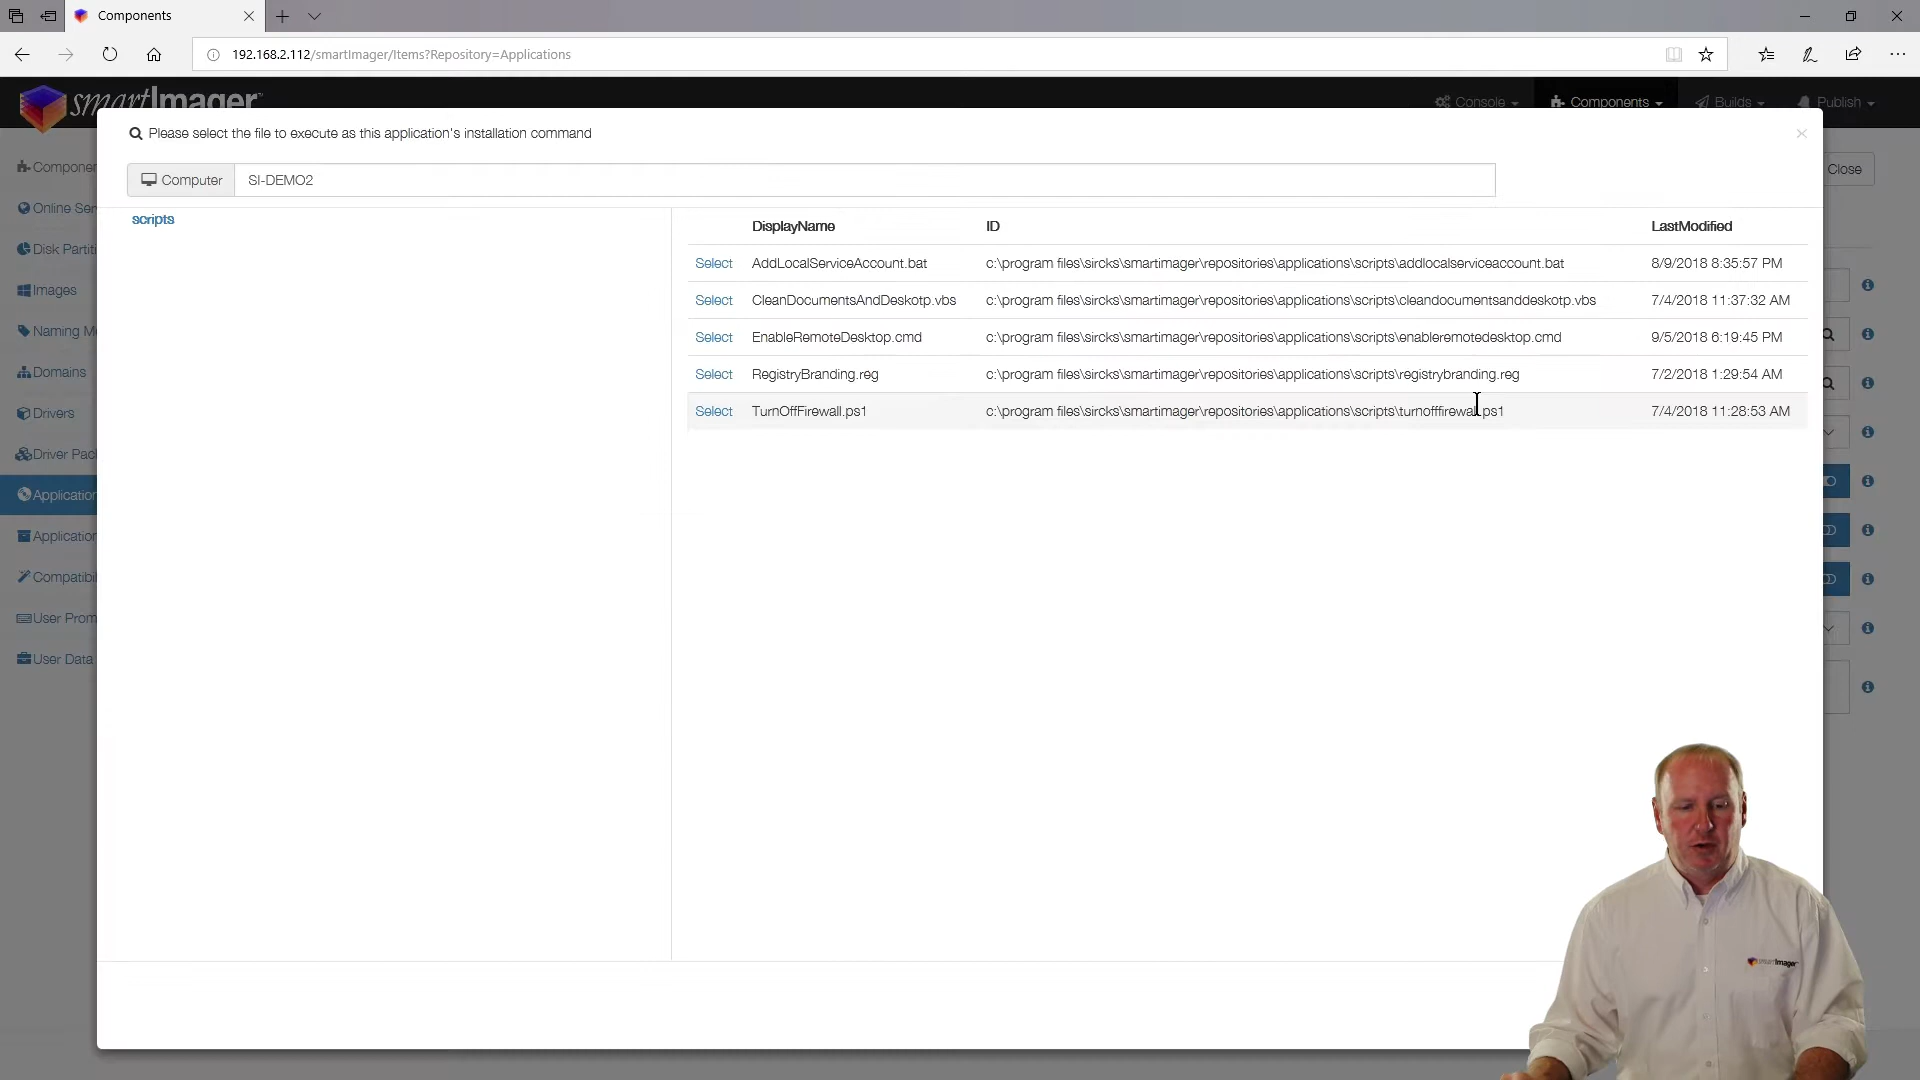 Components
192.168.2.112/smartImager/Items?Repository=Applications
smartImager™
Console
Components
Builds
Publish
Please select the file to execute as this application's installation command
Close
Computer
SI-DEMO2
scripts
DisplayName ID LastModified
Select AddLocalServiceAccount.bat c:\program files\sircks\smartimager\repositories\applications\scripts\addlocalserviceaccount.bat 8/9/2018 8:35:57 PM
Select CleanDocumentsAndDeskotp.vbs c:\program files\sircks\smartimager\repositories\applications\scripts\cleandocumentsanddeskotp.vbs 7/4/2018 11:37:32 AM
Select EnableRemoteDesktop.cmd c:\program files\sircks\smartimager\repositories\applications\scripts\enableremotedesktop.cmd 9/5/2018 6:19:45 PM
Select RegistryBranding.reg c:\program files\sircks\smartimager\repositories\applications\scripts\registrybranding.reg 7/2/2018 1:29:54 AM
Select TurnOffFirewall.ps1 c:\program files\sircks\smartimager\repositories\applications\scripts\turnofffirewall.ps1 7/4/2018 11:28:53 AM
Componen
Online Ser
Disk Partiti
Images
Naming M
Domains
Drivers
Driver Pac
Application
Application
Compatibil
User Prom
User Data
smartImager